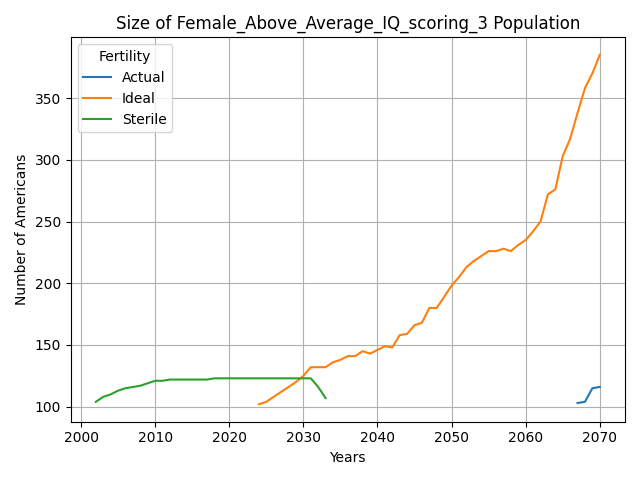 Size of Female_Above_Average_IQ_scoring_3 Population
Fertility
Actual
Ideal
Sterile
Number of Americans
350
300
250
200
150
100
2000 2010 2020 2030 2040 2050 2060 2070
Years